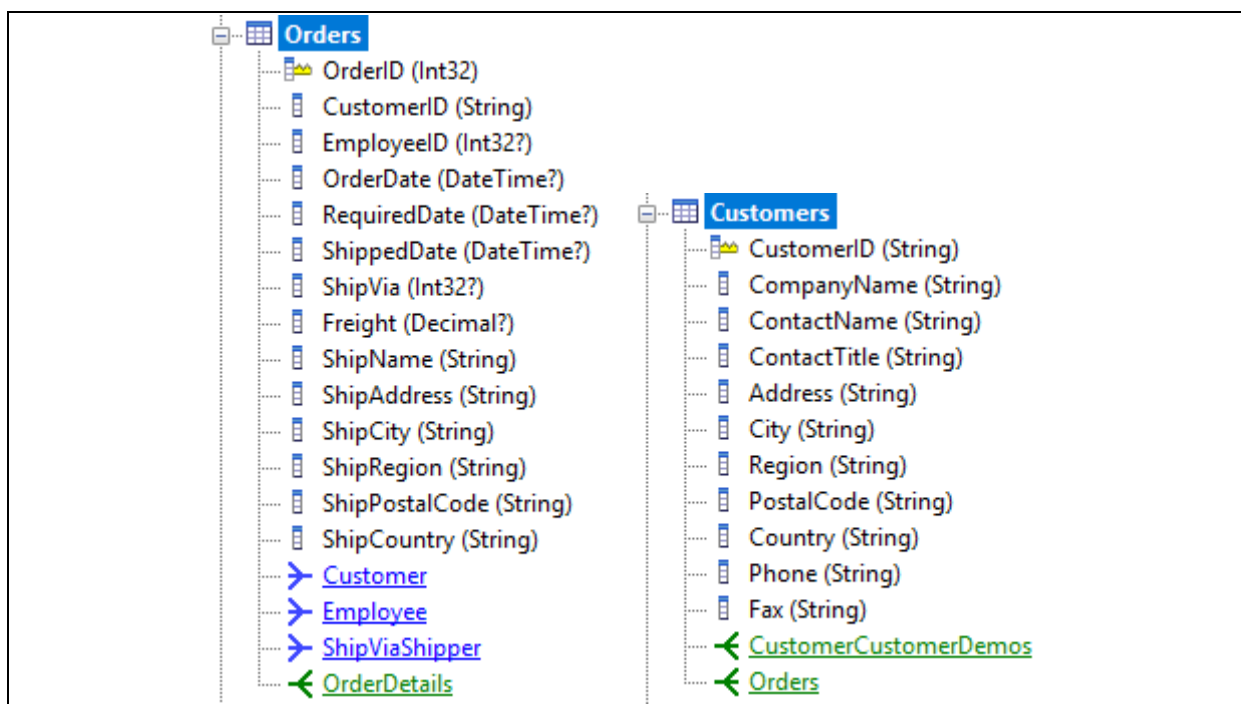 Orders
OrderID (Int32)
CustomerID (String)
EmployeeID (Int32?)
OrderDate (DateTime?)
RequiredDate (DateTime?)
ShippedDate (DateTime?)
ShipVia (Int32?)
Freight (Decimal?)
ShipName (String)
ShipAddress (String)
ShipCity (String)
ShipRegion (String)
ShipPostalCode (String)
ShipCountry (String)
Customer
Employee
ShipViaShipper
OrderDetails
Customers
CustomerID (String)
CompanyName (String)
ContactName (String)
ContactTitle (String)
Address (String)
City (String)
Region (String)
PostalCode (String)
Country (String)
Phone (String)
Fax (String)
CustomerCustomerDemos
Orders